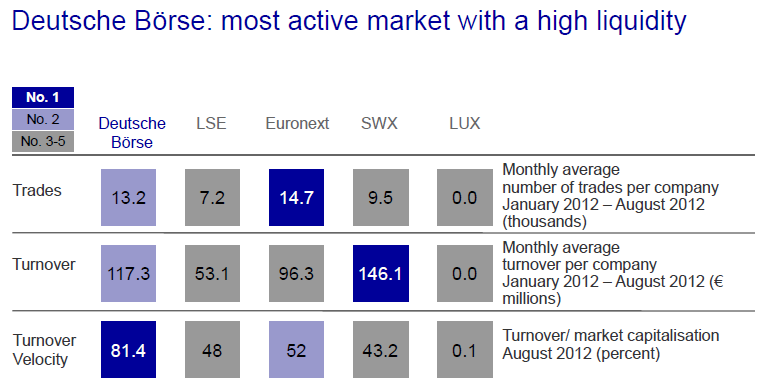 Deutsche Börse: most active market with a high liquidity
No. 1
No. 2
No. 3-5
Deutsche
Börse
LSE
Euronext
SWX
LUX
Trades
13.2
7.2
14.7
9.5
0.0
Monthly average
number of trades per company
January 2012 – August 2012
(thousands)
Turnover
117.3
53.1
96.3
146.1
0.0
Monthly average
turnover per company
January 2012 – August 2012 (€
millions)
Turnover
Velocity
81.4
48
52
43.2
0.1
Turnover/ market capitalisation
August 2012 (percent)